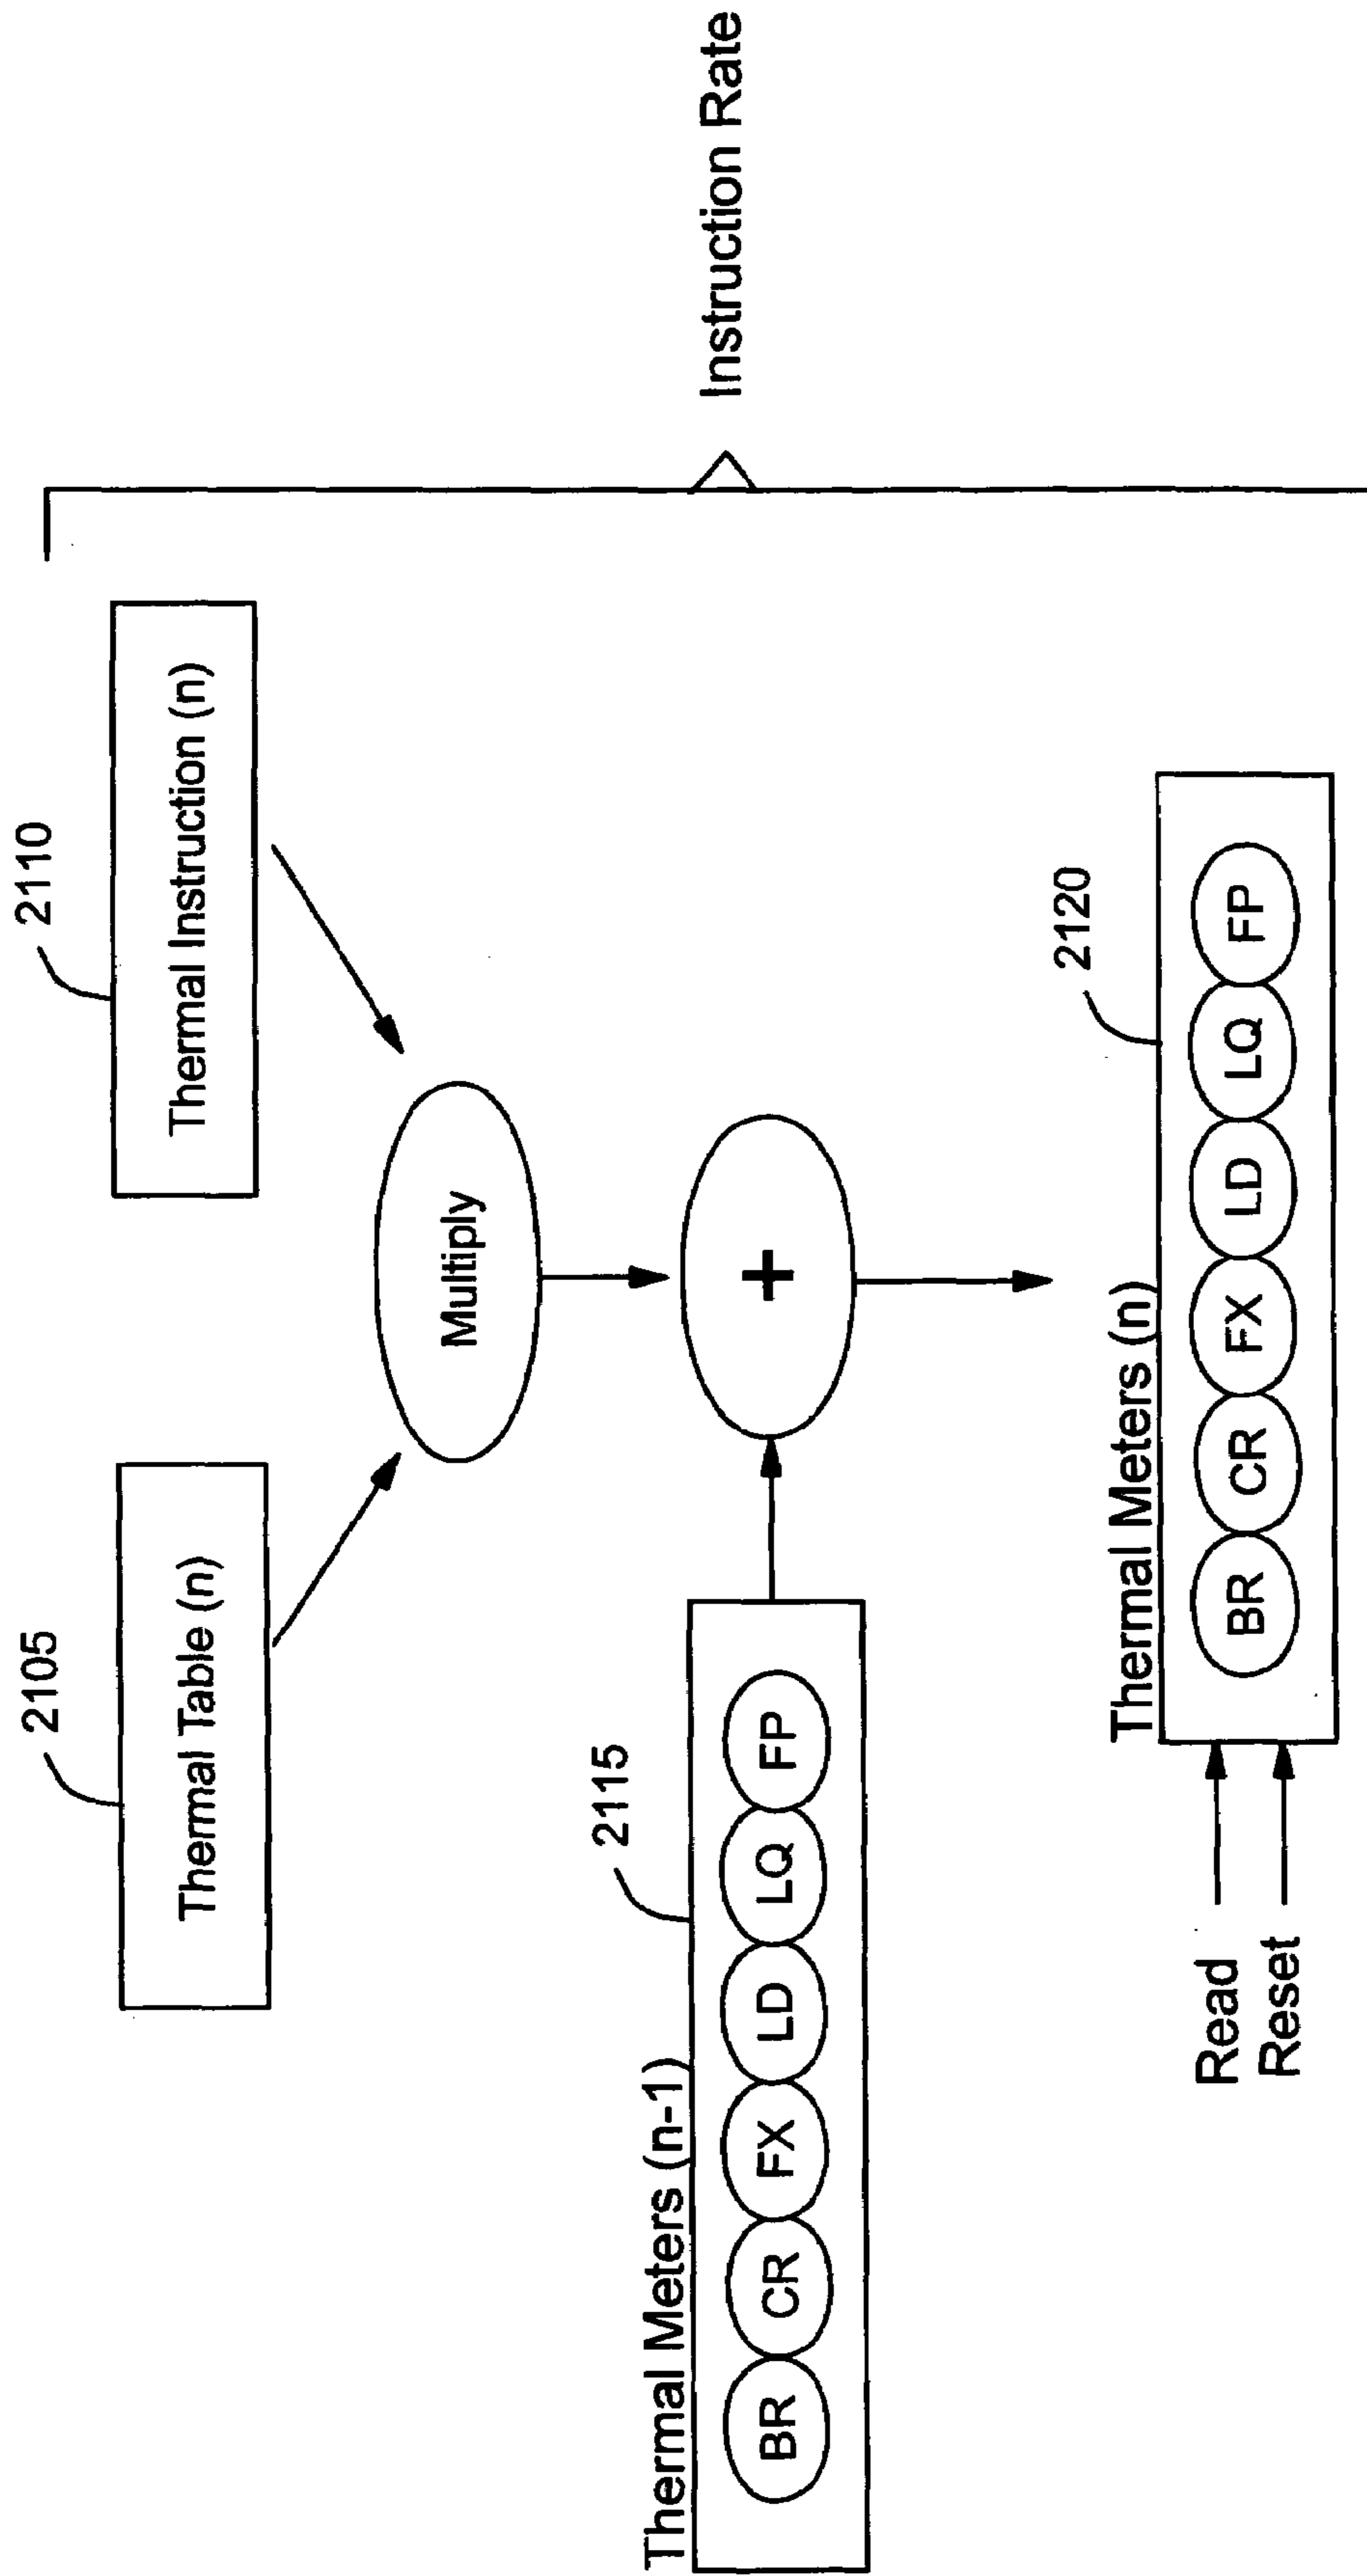 2105
2110
Thermal Table (n)
Thermal Instruction (n)
Multiply
Thermal Meters (n-1)
2115
BR CR FX LD LQ FP
+
Instruction Rate
Thermal Meters (n)
2120
BR CR FX LD LQ FP
Read
Reset